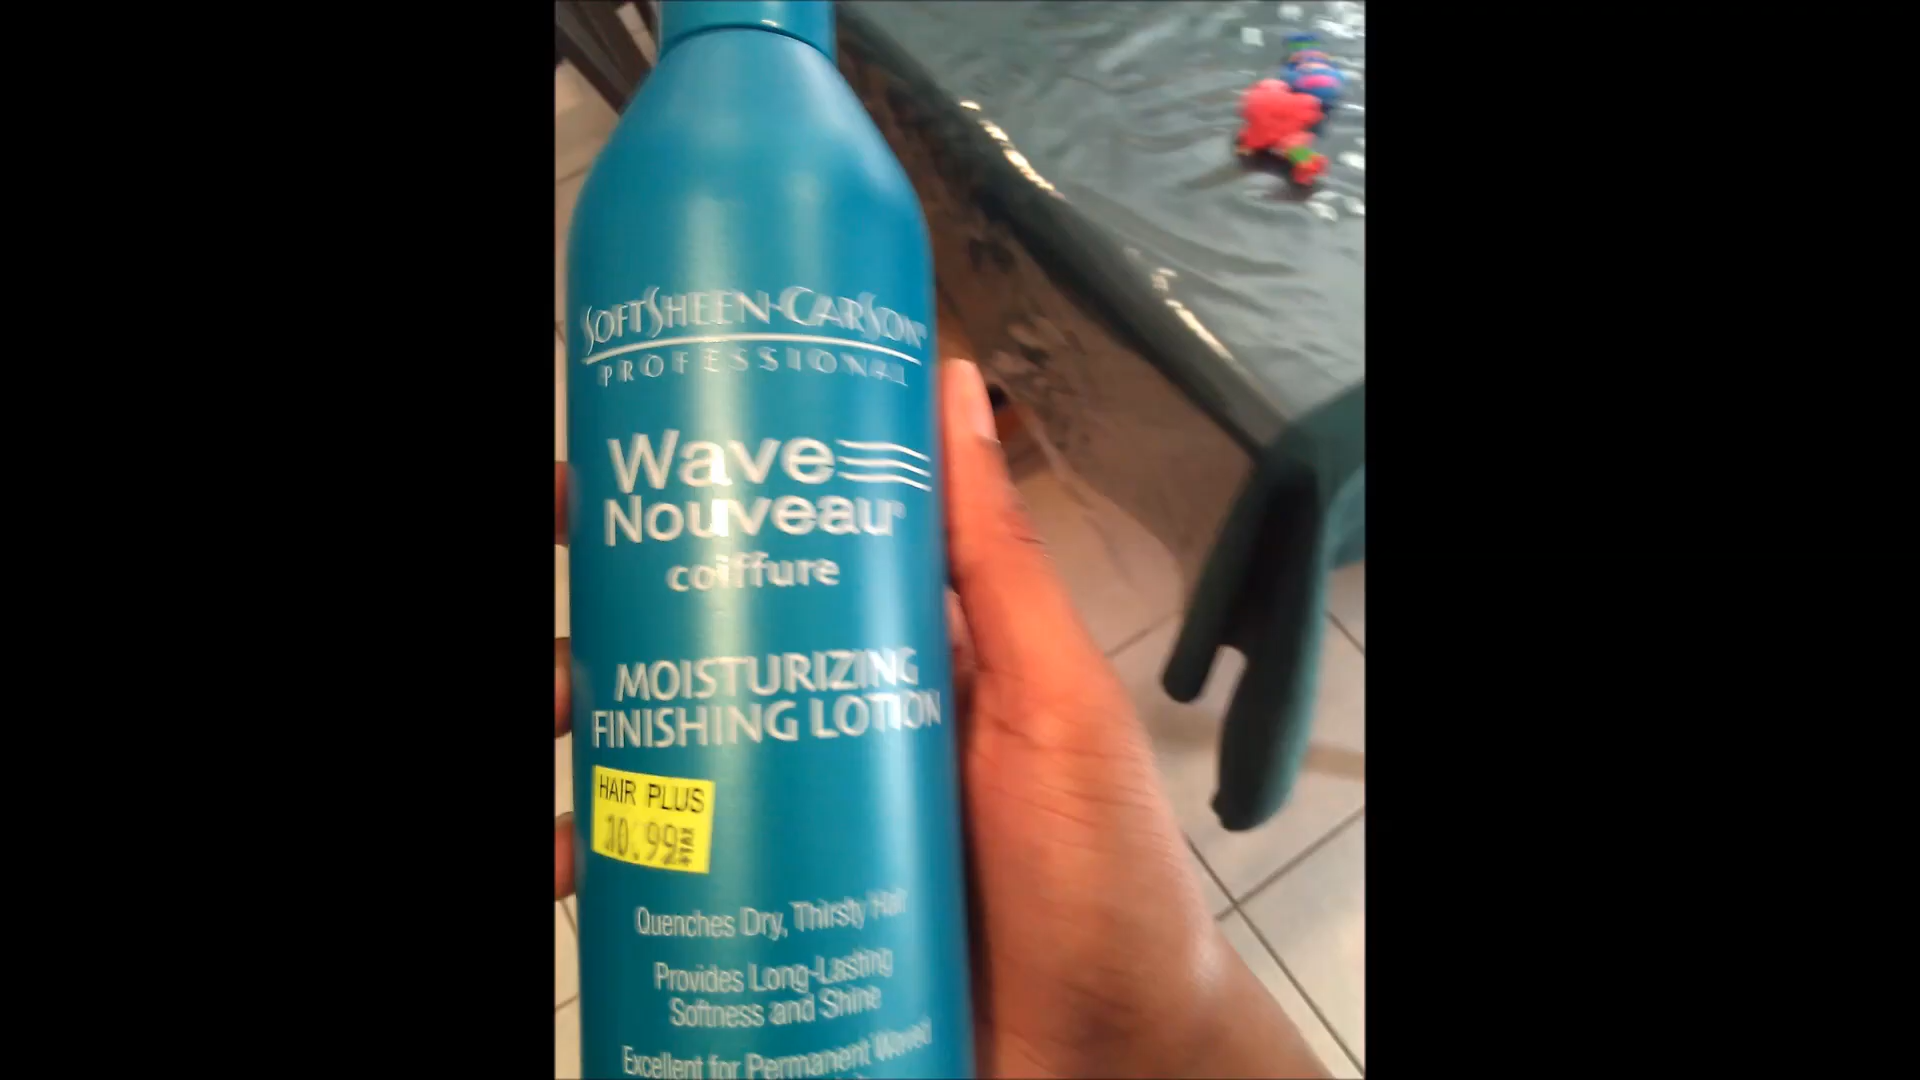 SOFTSHEEN-CARSON®
PROFESSIONAL
Wave
Nouveau®
coiffure
MOISTURIZING
FINISHING LOTION
HAIR PLUS
10.99 +TAX
Quenches Dry, Thirsty Hair
Provides Long-Lasting
Softness and Shine
Excellent for Permanent Waved